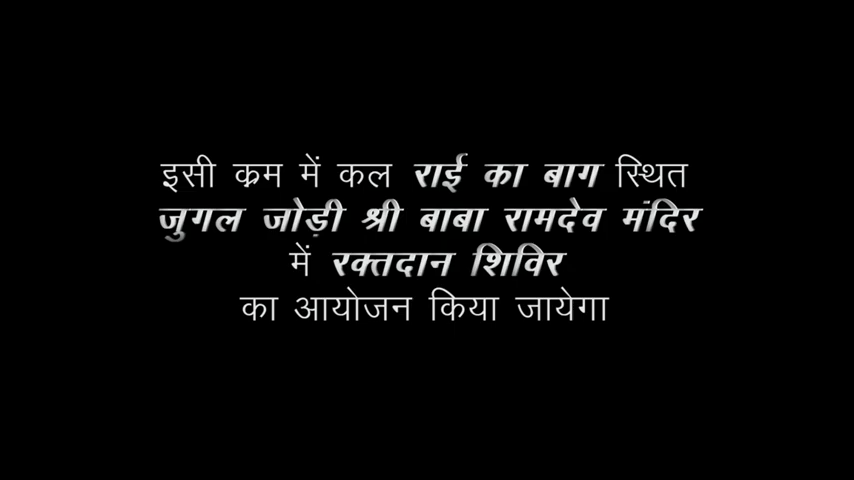 इसी क्रम में कल राई का बाग स्थित
जुगल जोड़ी श्री बाबा रामदेव मंदिर
में रक्तदान शिविर
का आयोजन किया जायेगा